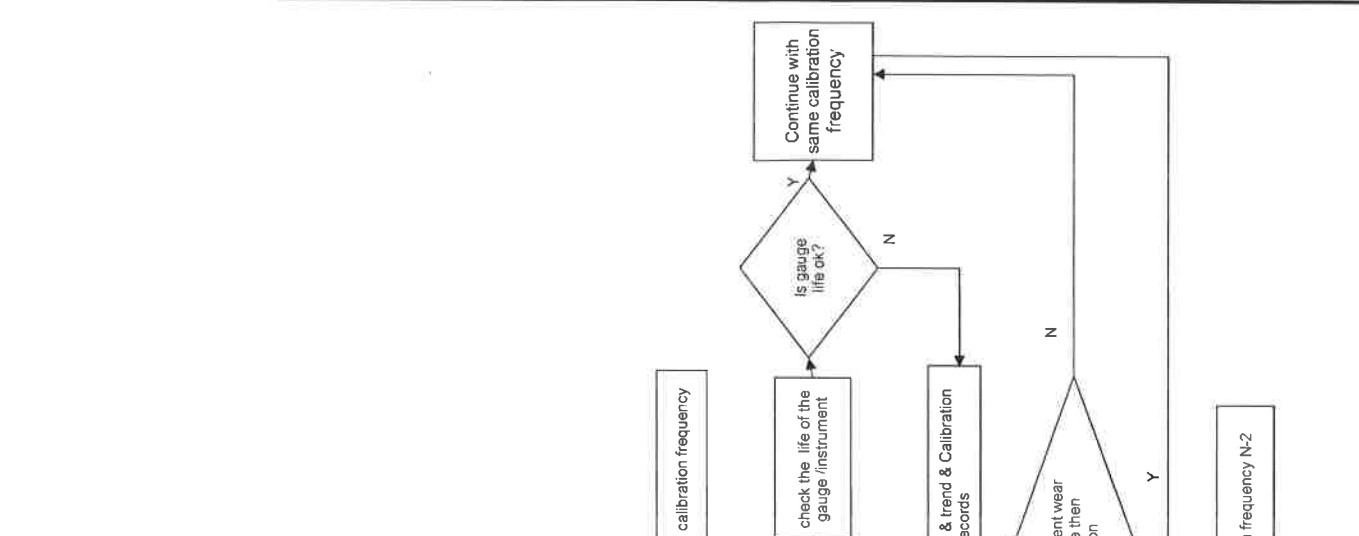 Continue with
same calibration
frequency
Y
Is gauge
life ok?
N
calibration frequency
check the life of the
gauge /instrument
& trend & Calibration
ecords
N
ent wear
then
on
Y
frequency N-2